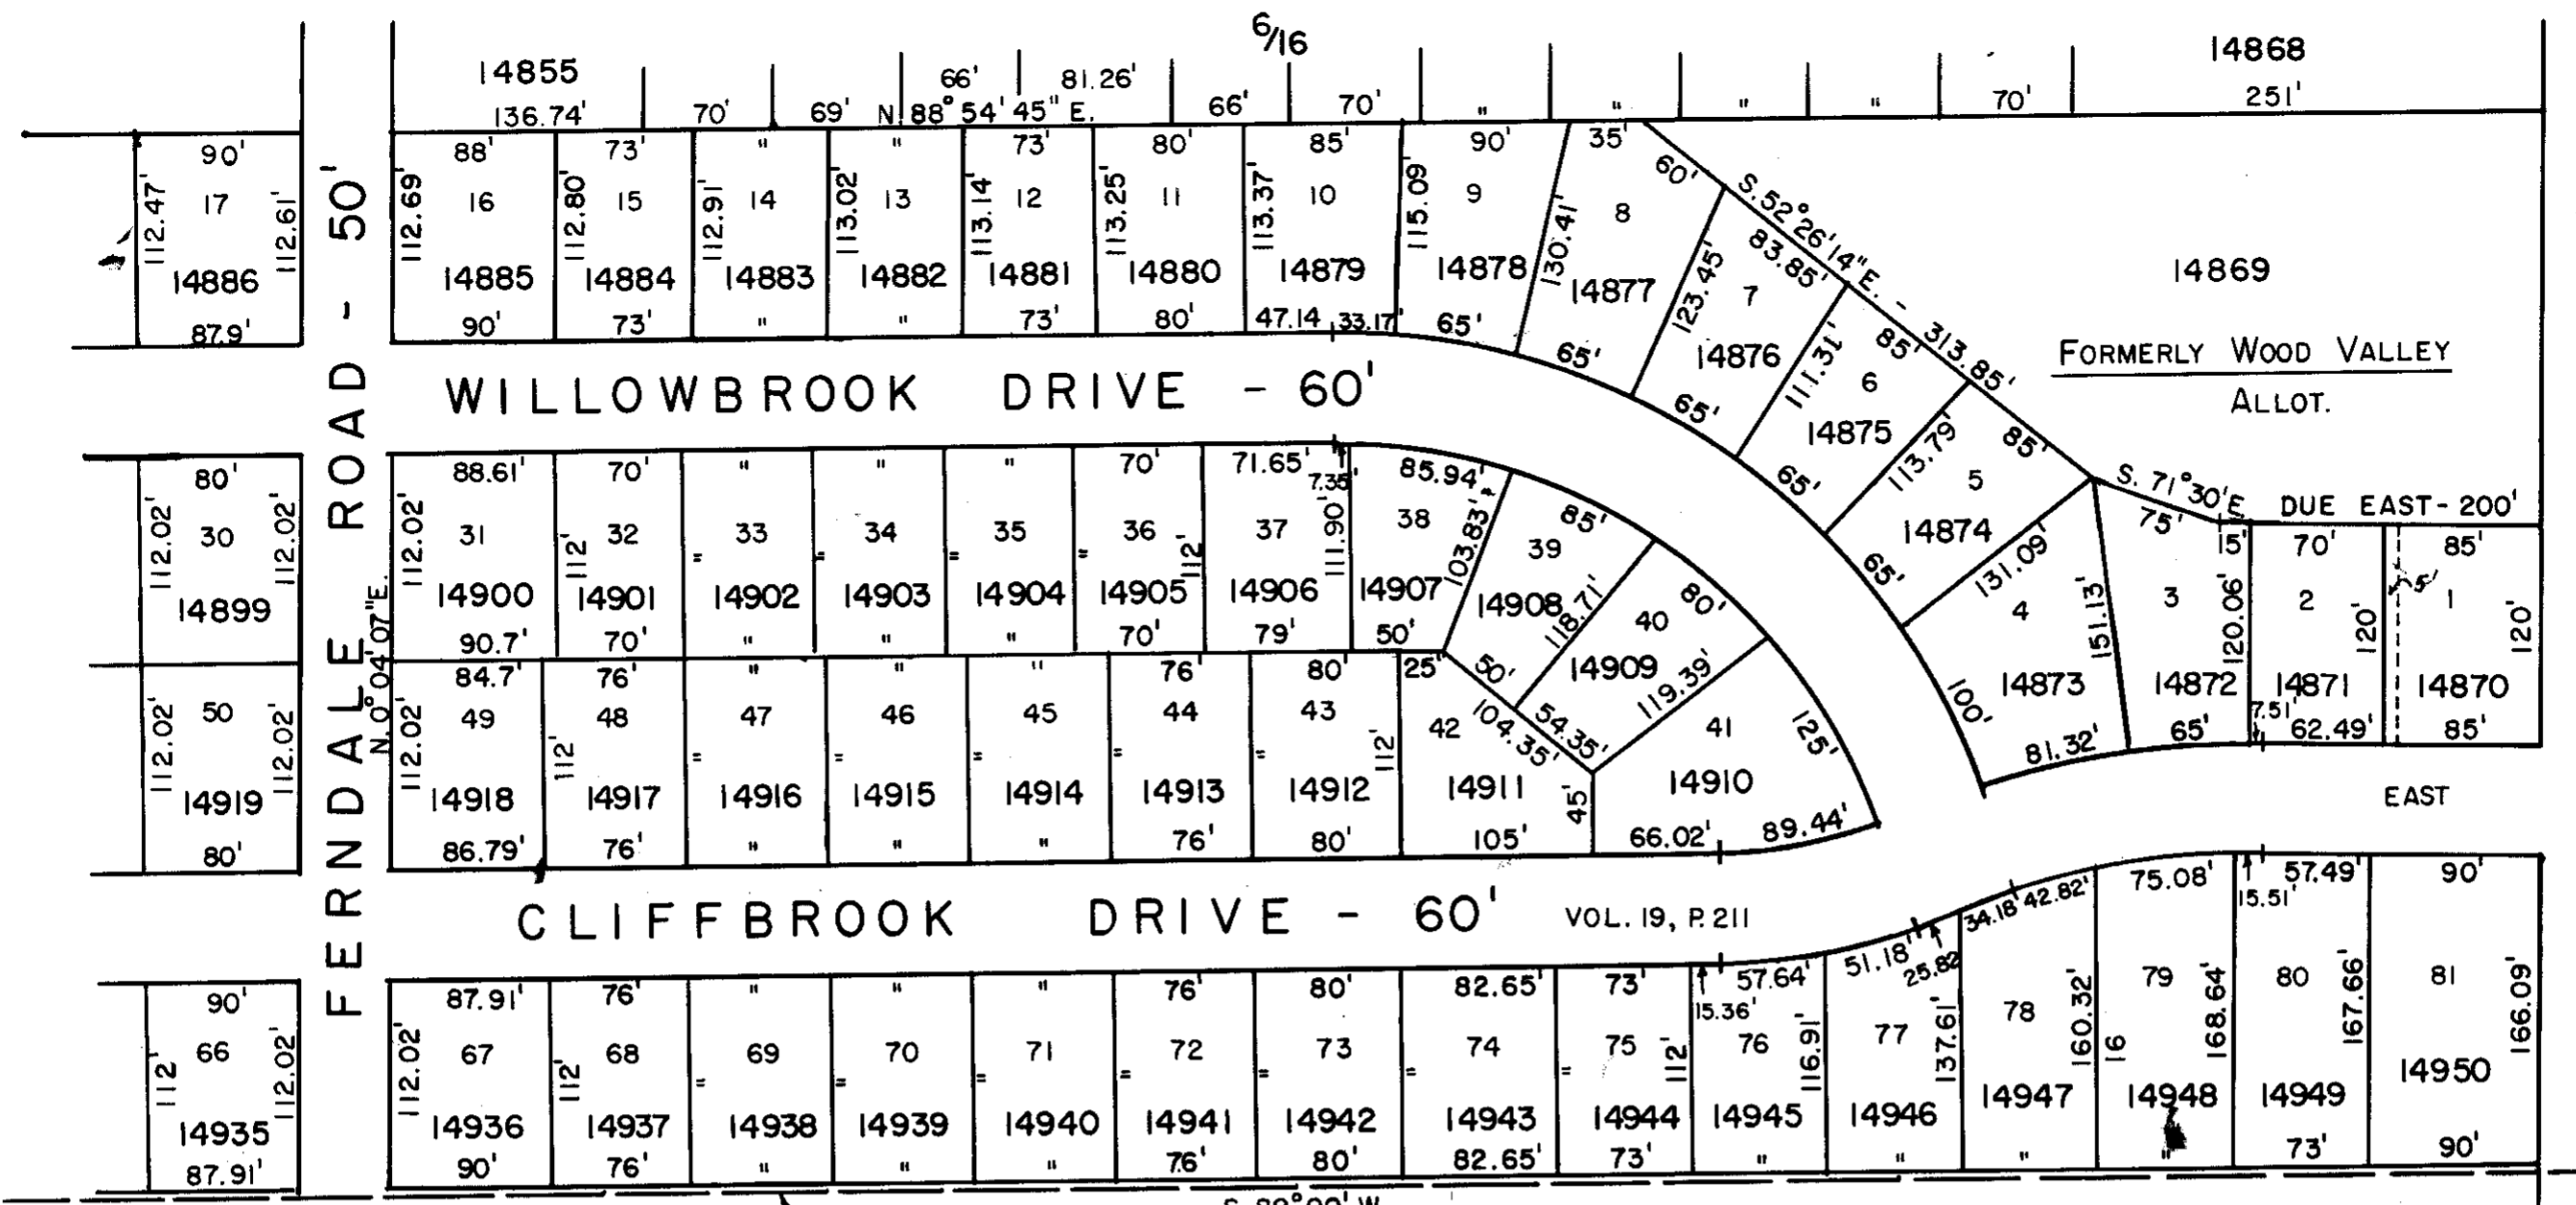 6/16
14855
14868
66' 81.26'
136.74' 70' 69' N. 88° 54' 45" E. 66' 70' " " " " 70' 251'
90' 88' 73' " " 73' 80' 85' 90' 35'
60'
17 16 15 14 13 12 11 10 9 8
112.47' 112.61' 112.69' 112.80' 112.91' 113.02' 113.14' 113.25' 113.37' 115.09' 130.41' 123.45' 111.31' 113.79' 131.09' 151.13'
S. 52° 26' 14" E. - 313.85'
83.85' 85' 85'
7 6 5
14886 14885 14884 14883 14882 14881 14880 14879 14878 14877 14876 14875 14874 14869
87.9' 90' 73' " " 73' 80' 47.14 33.17' 65' 65' 65' 65' 65' 100'
FORMERLY WOOD VALLEY
ALLOT.
FERNDALE ROAD - 50'
N. 0° 04' 07" E.
WILLOWBROOK DRIVE - 60'
S. 71° 30' E. DUE EAST - 200'
75' 15' 70' 85'
4 3 2 1
120.06' 120' 5' 120'
14873 14872 14871 14870
81.32' 65' 7.51' 62.49' 85'
80' 88.61' 70' " " " 70' 71.65' 7.35' 85.94' 85' 80' 125'
30 31 32 33 34 35 36 37 38 39 40 41
112.02' 112.02' 112.02' 112' = = = = 112' 111.90' 103.83' 118.71' 119.39'
14899 14900 14901 14902 14903 14904 14905 14906 14907 14908 14909 14910
90.7' 70' " " " 70' 79' 50' 50' 54.35' 66.02' 89.44'
84.7' 76' " " " 76' 80' 25' 104.35'
50 49 48 47 46 45 44 43 42
112.02' 112.02' 112.02' 112' = = = = = 112' 45'
14919 14918 14917 14916 14915 14914 14913 14912 14911
80' 86.79' 76' " " " 76' 80' 105'
EAST
CLIFFBROOK DRIVE - 60' VOL. 19, P. 211
90' 87.91' 76' " " " 76' 80' 82.65' 73' 15.36' 57.64' 51.18' 25.82 34.18' 42.82' 75.08' 15.51' 57.49' 90'
66 67 68 69 70 71 72 73 74 75 76 77 78 79 80 81
112' 112.02' 112.02' 112' = = = = = = = 112' 116.91' 137.61' 160.32' 16 168.64' 167.66' 166.09'
14935 14936 14937 14938 14939 14940 14941 14942 14943 14944 14945 14946 14947 14948 14949 14950
87.91' 90' 76' " " " 76' 80' 82.65' 73' " " " " 73' 90'